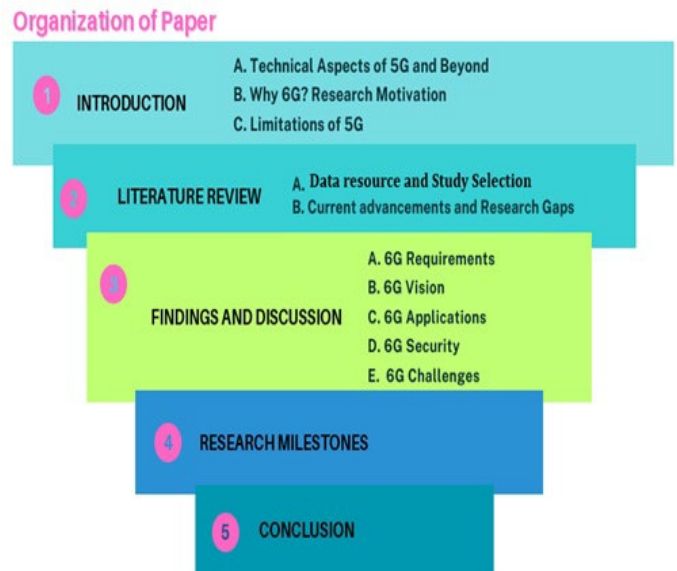 Organization of Paper
1
INTRODUCTION
A. Technical Aspects of 5G and Beyond
B. Why 6G? Research Motivation
C. Limitations of 5G
2
LITERATURE REVIEW
A. Data resource and Study Selection
B. Current advancements and Research Gaps
3
FINDINGS AND DISCUSSION
A. 6G Requirements
B. 6G Vision
C. 6G Applications
D. 6G Security
E. 6G Challenges
4
RESEARCH MILESTONES
5
CONCLUSION